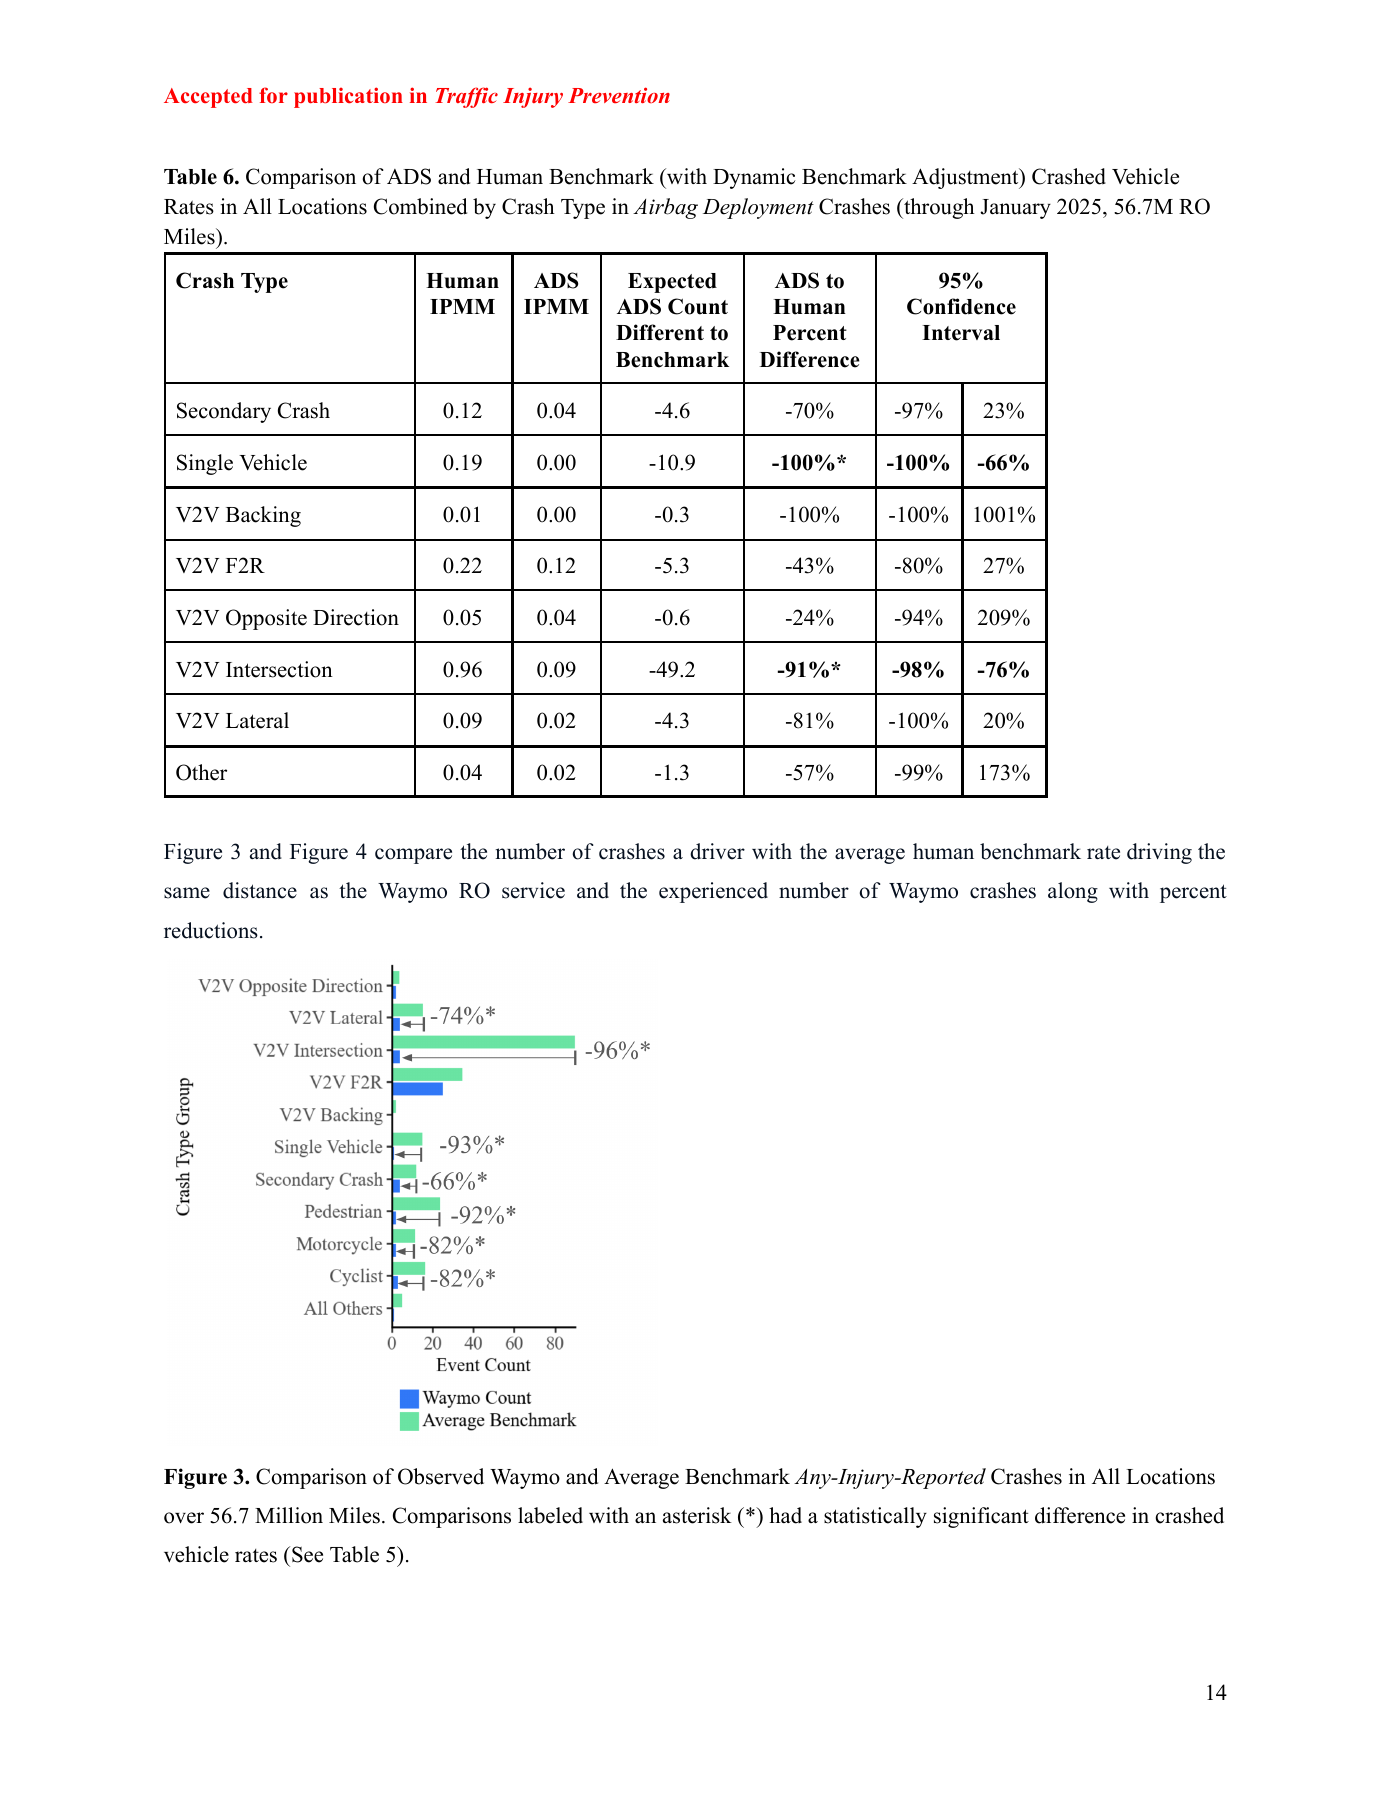 Accepted for publication in Traffic Injury Prevention
Table 6. Comparison of ADS and Human Benchmark (with Dynamic Benchmark Adjustment) Crashed Vehicle
Rates in All Locations Combined by Crash Type in Airbag Deployment Crashes (through January 2025, 56.7M RO
Miles).
Crash Type Human IPMM ADS IPMM Expected ADS Count Different to Benchmark ADS to Human Percent Difference 95% Confidence Interval
Secondary Crash 0.12 0.04 -4.6 -70% -97% 23%
Single Vehicle 0.19 0.00 -10.9 -100%* -100% -66%
V2V Backing 0.01 0.00 -0.3 -100% -100% 1001%
V2V F2R 0.22 0.12 -5.3 -43% -80% 27%
V2V Opposite Direction 0.05 0.04 -0.6 -24% -94% 209%
V2V Intersection 0.96 0.09 -49.2 -91%* -98% -76%
V2V Lateral 0.09 0.02 -4.3 -81% -100% 20%
Other 0.04 0.02 -1.3 -57% -99% 173%
Figure 3 and Figure 4 compare the number of crashes a driver with the average human benchmark rate driving the
same distance as the Waymo RO service and the experienced number of Waymo crashes along with percent
reductions.
Crash Type Group
V2V Opposite Direction
V2V Lateral -74%*
V2V Intersection -96%*
V2V F2R
V2V Backing
Single Vehicle -93%*
Secondary Crash -66%*
Pedestrian -92%*
Motorcycle -82%*
Cyclist -82%*
All Others
0 20 40 60 80
Event Count
Waymo Count
Average Benchmark
Figure 3. Comparison of Observed Waymo and Average Benchmark Any-Injury-Reported Crashes in All Locations
over 56.7 Million Miles. Comparisons labeled with an asterisk (*) had a statistically significant difference in crashed
vehicle rates (See Table 5).
14